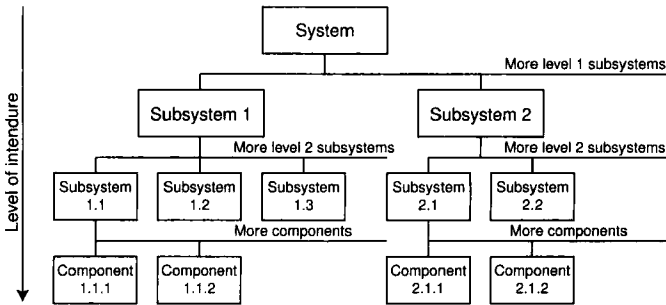 System
More level 1 subsystems
Subsystem 1
Subsystem 2
More level 2 subsystems
More level 2 subsystems
Subsystem
1.1
Subsystem
1.2
Subsystem
1.3
Subsystem
2.1
Subsystem
2.2
More components
More components
Component
1.1.1
Component
1.1.2
Component
2.1.1
Component
2.1.2
Level of intendure